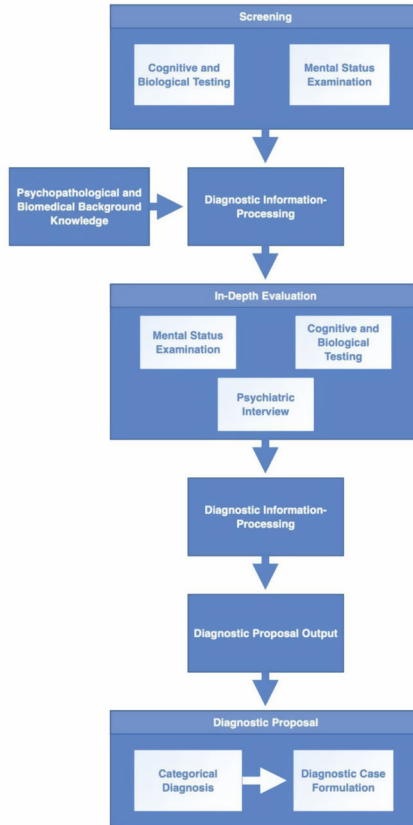 Screening
Cognitive and
Biological Testing
Mental Status
Examination
Psychopathological and
Biomedical Background
Knowledge
Diagnostic Information-
Processing
In-Depth Evaluation
Mental Status
Examination
Cognitive and
Biological
Testing
Psychiatric
Interview
Diagnostic Information-
Processing
Diagnostic Proposal Output
Diagnostic Proposal
Categorical
Diagnosis
Diagnostic Case
Formulation